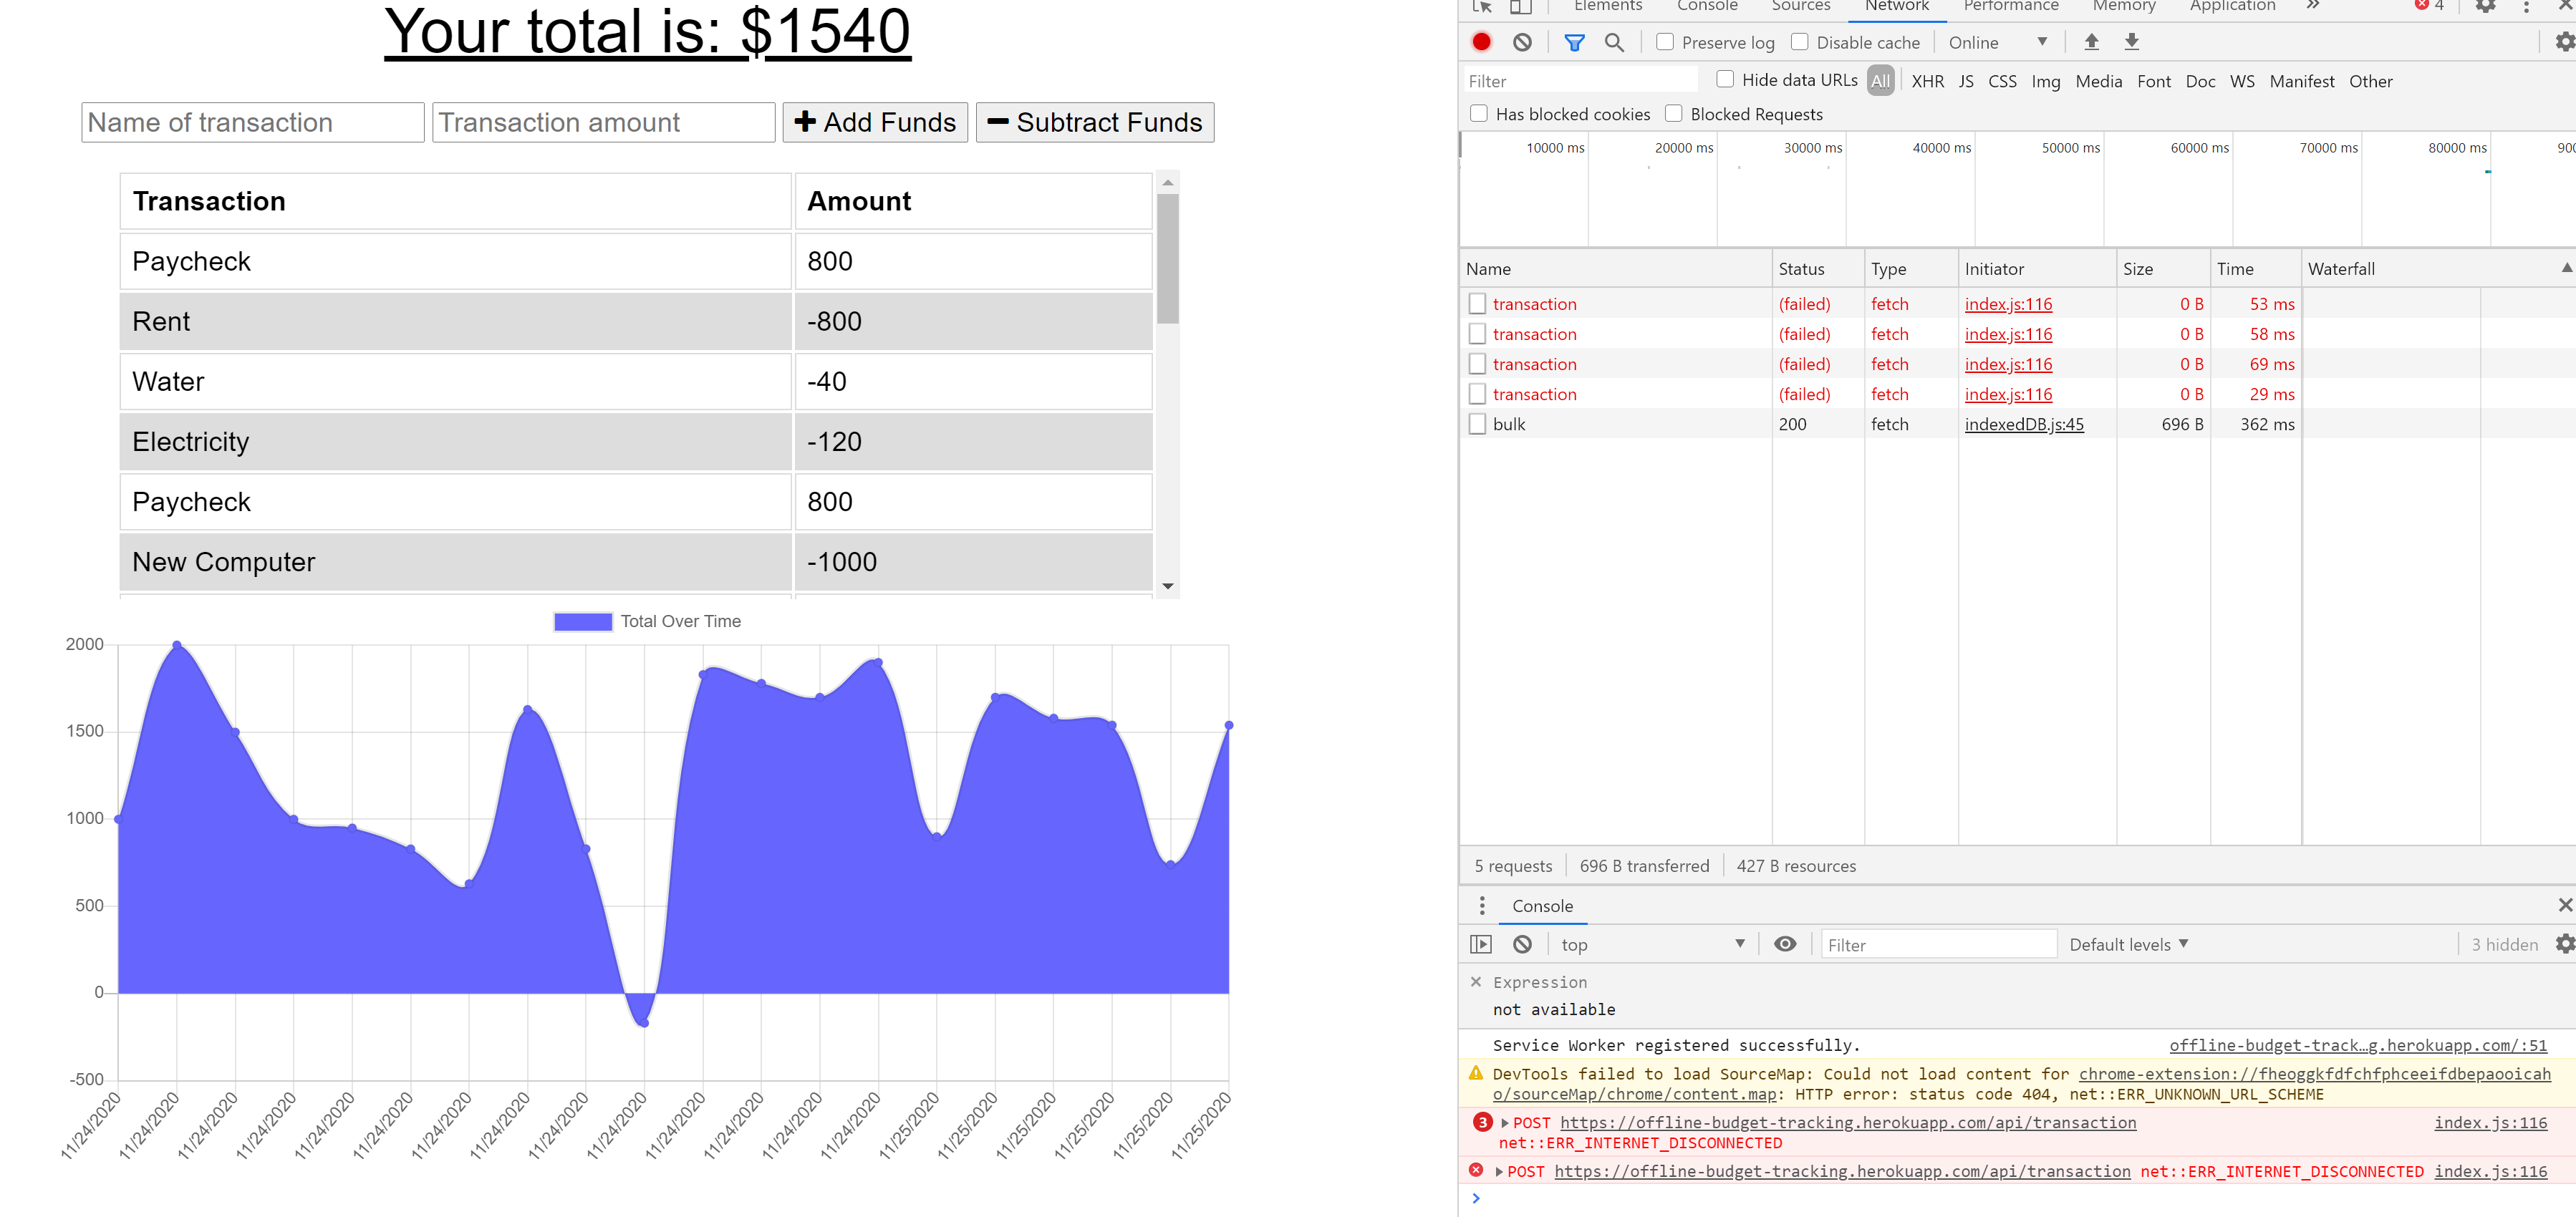 Your total is: $1540
Name of transaction Transaction amount Add Funds Subtract Funds
Transaction Amount
Paycheck 800
Rent -800
Water -40
Electricity -120
Paycheck 800
New Computer -1000
Total Over Time
2000
1500
1000
500
0
-500
11/24/2020 11/24/2020 11/24/2020 11/24/2020 11/24/2020 11/24/2020 11/24/2020 11/24/2020 11/24/2020 11/24/2020 11/24/2020 11/24/2020 11/24/2020 11/24/2020 11/25/2020 11/25/2020 11/25/2020 11/25/2020 11/25/2020 11/25/2020
Elements Console Sources Network Performance Memory Application » 4
Preserve log Disable cache Online
Filter Hide data URLs All XHR JS CSS Img Media Font Doc WS Manifest Other
Has blocked cookies Blocked Requests
10000 ms 20000 ms 30000 ms 40000 ms 50000 ms 60000 ms 70000 ms 80000 ms 900
Name Status Type Initiator Size Time Waterfall
transaction (failed) fetch index.js:116 0 B 53 ms
transaction (failed) fetch index.js:116 0 B 58 ms
transaction (failed) fetch index.js:116 0 B 69 ms
transaction (failed) fetch index.js:116 0 B 29 ms
bulk 200 fetch indexedDB.js:45 696 B 362 ms
5 requests 696 B transferred 427 B resources
Console
top Filter Default levels 3 hidden
Expression
not available
Service Worker registered successfully. offline-budget-track…g.herokuapp.com/:51
DevTools failed to load SourceMap: Could not load content for chrome-extension://fheoggkfdfchfphceeifdbepaooicah
o/sourceMap/chrome/content.map: HTTP error: status code 404, net::ERR_UNKNOWN_URL_SCHEME
3 POST https://offline-budget-tracking.herokuapp.com/api/transaction index.js:116
net::ERR_INTERNET_DISCONNECTED
POST https://offline-budget-tracking.herokuapp.com/api/transaction net::ERR_INTERNET_DISCONNECTED index.js:116